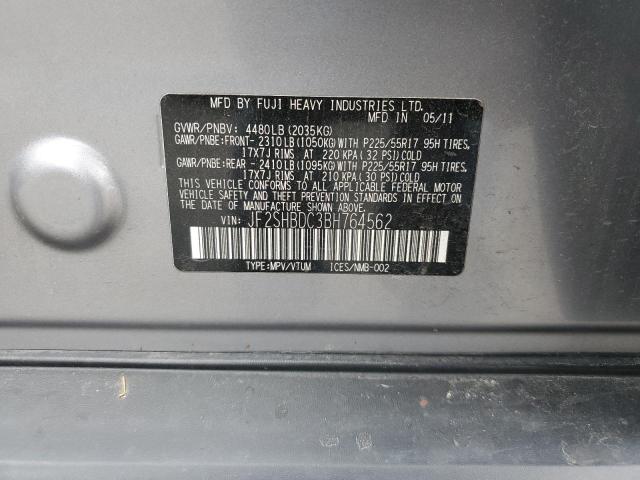 MFD BY FUJI HEAVY INDUSTRIES LTD.
MFD IN 05/11
GVWR/PNBV: 4480LB (2035KG)
GAWR/PNBE:FRONT- 2310LB (1050KG)WITH P225/55R17 95H TIRES,
17X7J RIMS AT 220 KPA (32 PSI)COLD
GAWR/PNBE:REAR - 2410LB (1095KG)WITH P225/55R17 95H TIRES,
17X7J RIMS AT 210 KPA (30 PSI)COLD
THIS VEHICLE CONFORMS TO ALL APPLICABLE FEDERAL MOTOR
VEHICLE SAFETY AND THEFT PREVENTION STANDARDS IN EFFECT ON
THE DATE OF MANUFACTURE SHOWN ABOVE.
VIN: JF2SHBDC3BH764562
TYPE:MPV/VTUM ICES/NMB-002